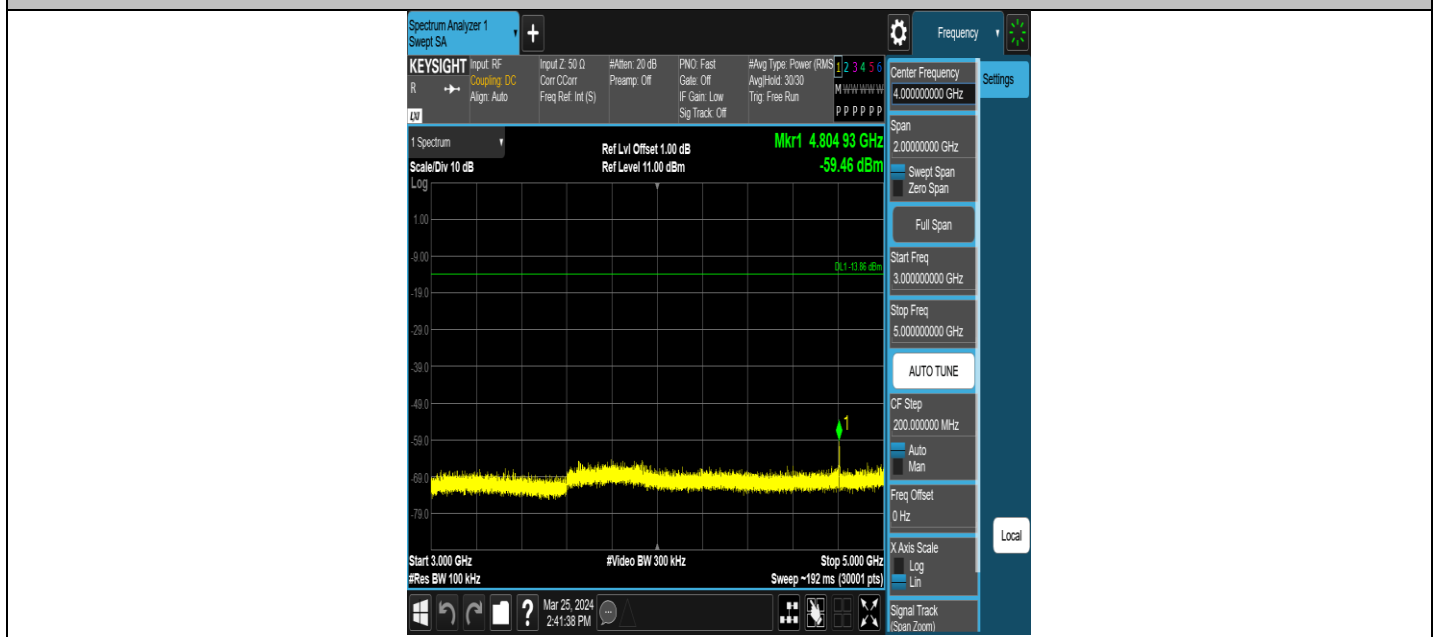 Spectrum Analyzer 1
Swept SA
+
Frequency
KEYSIGHT
R
LXI
Input: RF
Coupling: DC
Align: Auto
Input Z: 50 Ω
Corr CCorr
Freq Ref: Int (S)
#Atten: 20 dB
Preamp: Off
PNO: Fast
Gate: Off
IF Gain: Low
Sig Track: Off
#Avg Type: Power (RMS
Avg|Hold: 30/30
Trig: Free Run
1 2 3 4 5 6
M W W W W W
P P P P P P
1 Spectrum
Scale/Div 10 dB
Log
Ref Lvl Offset 1.00 dB
Ref Level 11.00 dBm
Mkr1 4.804 93 GHz
-59.46 dBm
1.00
-9.00
-19.0
-29.0
-39.0
-49.0
-59.0
-69.0
-79.0
DL1 -13.86 dBm
1
Start 3.000 GHz
#Res BW 100 kHz
#Video BW 300 kHz
Stop 5.000 GHz
Sweep ~192 ms (30001 pts)
Center Frequency
4.000000000 GHz
Settings
Span
2.00000000 GHz
Swept Span
Zero Span
Full Span
Start Freq
3.000000000 GHz
Stop Freq
5.000000000 GHz
AUTO TUNE
CF Step
200.000000 MHz
Auto
Man
Freq Offset
0 Hz
X Axis Scale
Log
Lin
Signal Track
(Span Zoom)
Local
?
Mar 25, 2024
2:41:38 PM